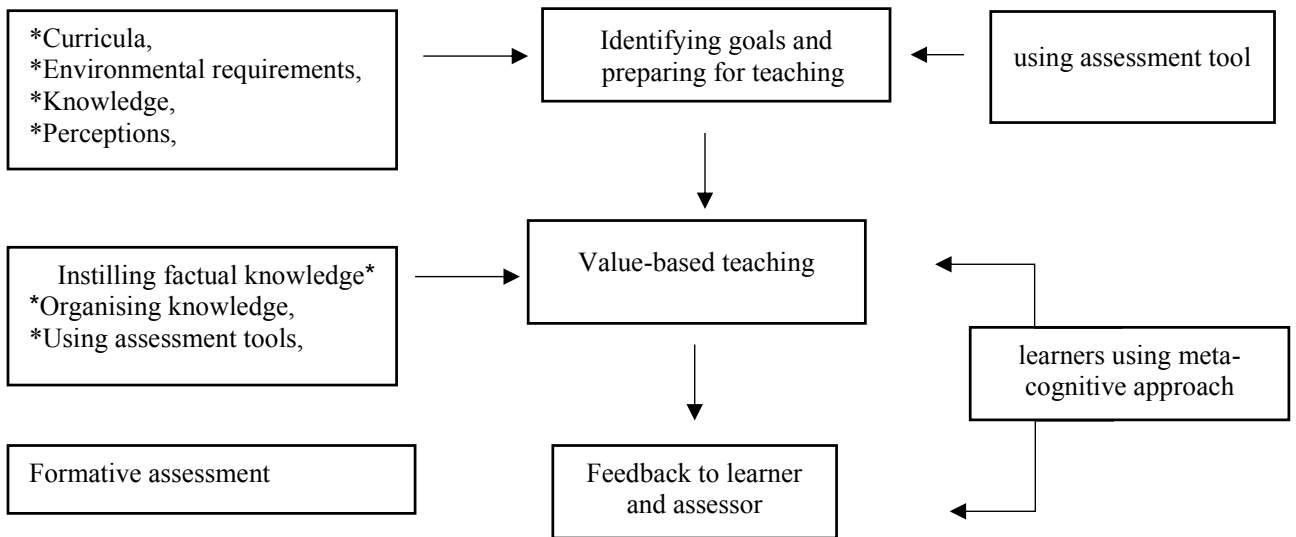 *Curricula,
*Environmental requirements,
*Knowledge,
*Perceptions,
Identifying goals and
preparing for teaching
using assessment tool
Instilling factual knowledge*
*Organising knowledge,
*Using assessment tools,
Value-based teaching
learners using meta-
cognitive approach
Formative assessment
Feedback to learner
and assessor